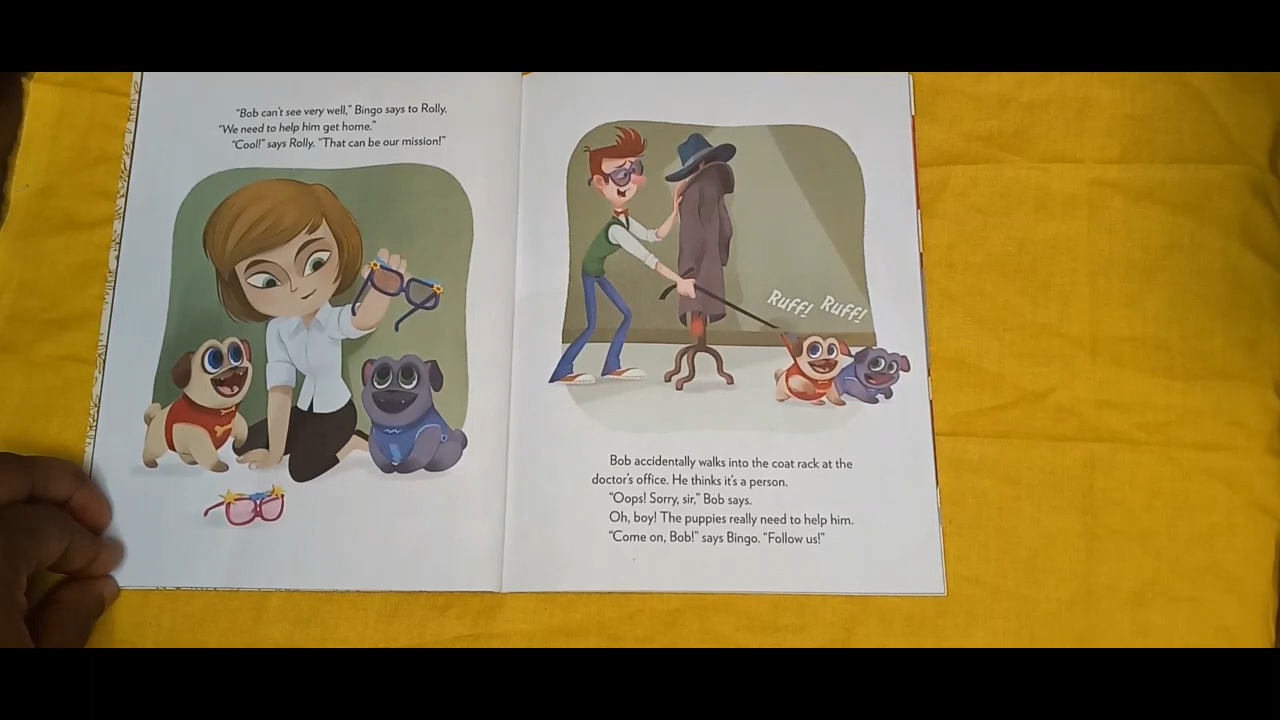 “Bob can’t see very well,” Bingo says to Rolly.
“We need to help him get home.”
“Cool!” says Rolly. “That can be our mission!”
Ruff! Ruff!
Bob accidentally walks into the coat rack at the
doctor’s office. He thinks it’s a person.
“Oops! Sorry, sir,” Bob says.
Oh, boy! The puppies really need to help him.
“Come on, Bob!” says Bingo. “Follow us!”